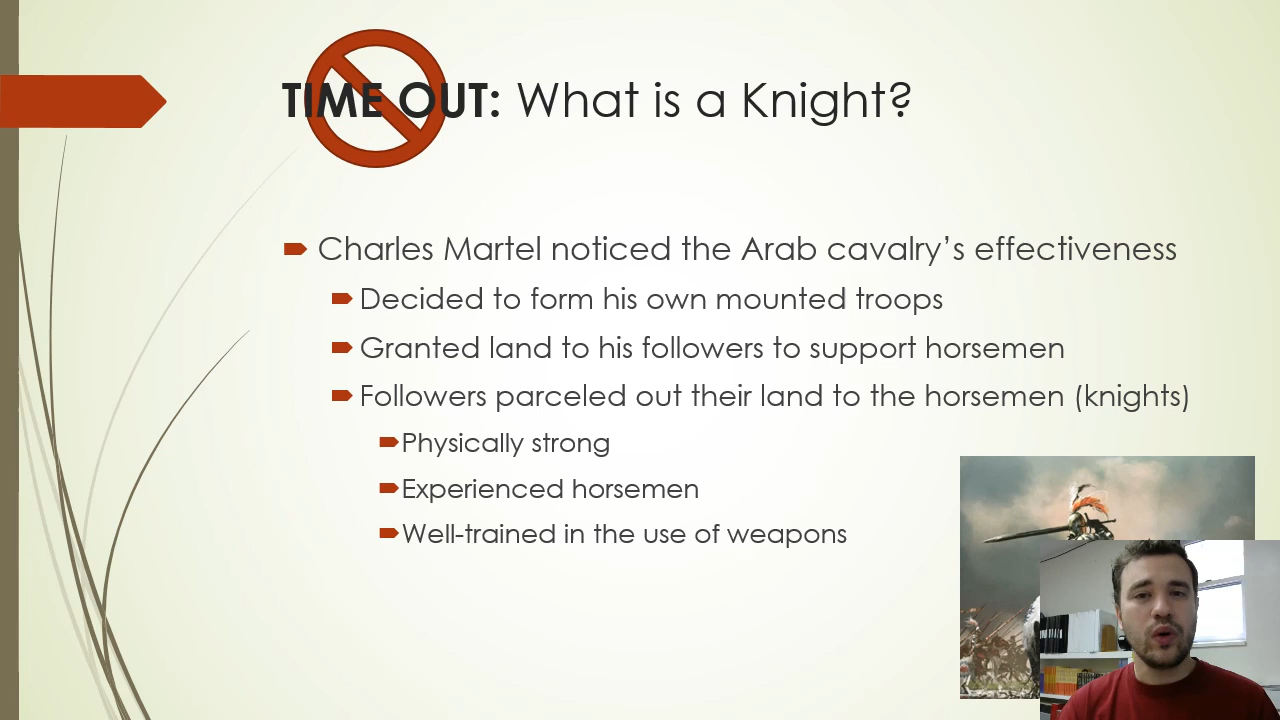 TIME OUT: What is a Knight?
Charles Martel noticed the Arab cavalry’s effectiveness
Decided to form his own mounted troops
Granted land to his followers to support horsemen
Followers parceled out their land to the horsemen (knights)
Physically strong
Experienced horsemen
Well-trained in the use of weapons